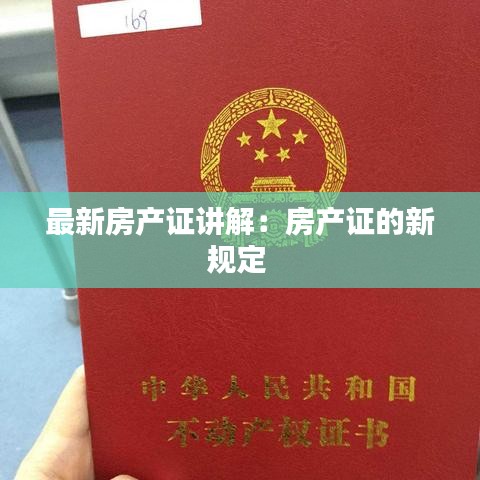 169
最新房产证讲解：房产证的新
规定
中华人民共和国
不动产权证书